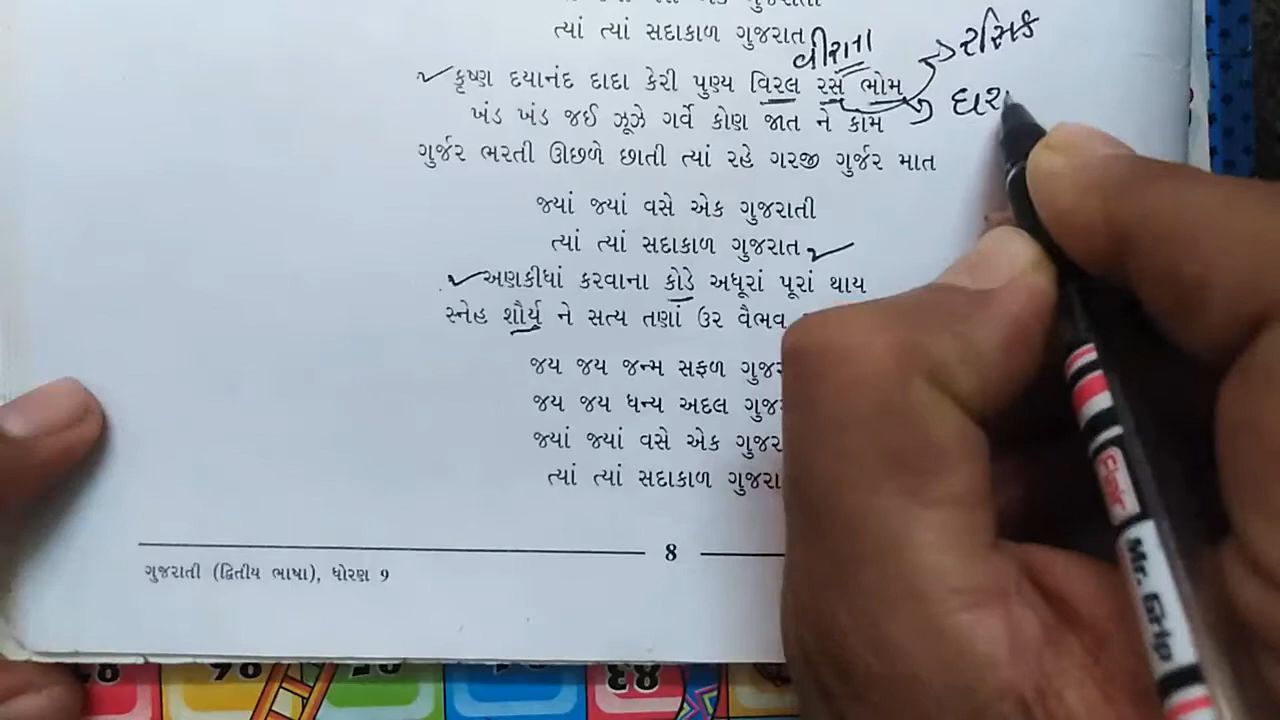 ત્યાં ત્યાં સદાકાળ ગુજરાત
વીરતા
રસિક
કૃષ્ણ દયાનંદ દાદા કેરી પુણ્ય વિરલ રસ ભોમ
ખંડ ખંડ જઈ ઝૂઝે ગર્વે કોણ જાત ને કોમ
ગુર્જર ભરતી ઊછળે છાતી ત્યાં રહે ગરજી ગુર્જર માત
જ્યાં જ્યાં વસે એક ગુજરાતી
ત્યાં ત્યાં સદાકાળ ગુજરાત
અણકીધાં કરવાના કોડે અધૂરાં પૂરાં થાય
સ્નેહ શૌર્ય ને સત્ય તણાં ઉર વૈભવ
જય જય જન્મ સફળ
જય જય ધન્ય અદલ
જ્યાં જ્યાં વસે એક
ત્યાં ત્યાં સદાકાળ
8
ગુજરાતી (દ્વિતીય ભાષા), ધોરણ 9
Flair
Mr. Grip